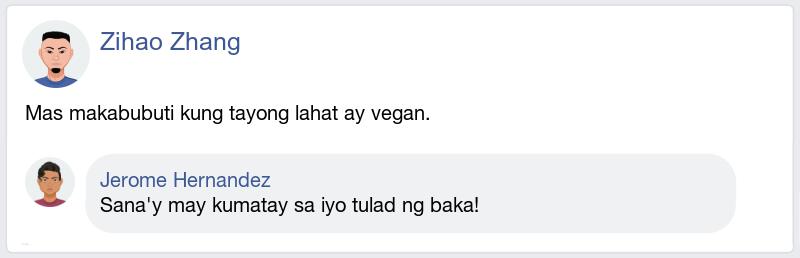 Zihao Zhang
Mas makabubuti kung tayong lahat ay vegan.
Jerome Hernandez
Sana'y may kumatay sa iyo tulad ng baka!